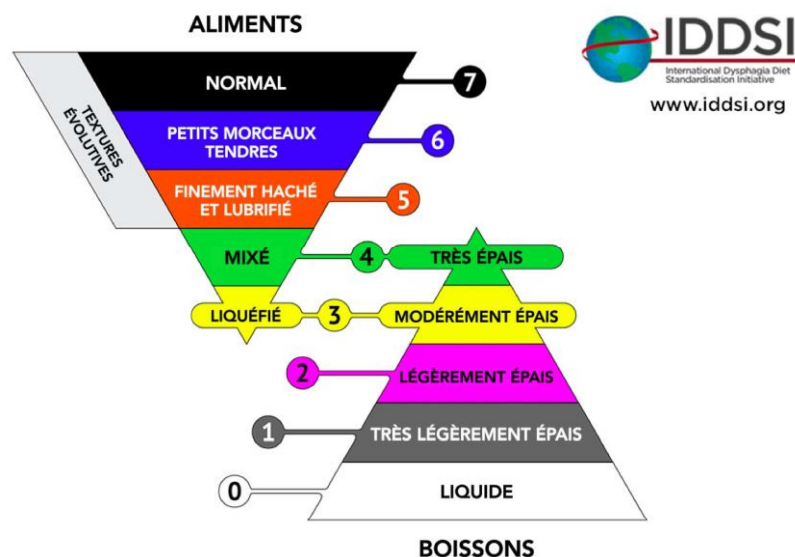 ALIMENTS
IDDSI
International Dysphagia Diet
Standardisation Initiative
www.iddsi.org
TEXTURES
ÉVOLUTIVES
NORMAL
7
PETITS MORCEAUX
TENDRES
6
FINEMENT HACHÉ
ET LUBRIFIÉ
5
MIXÉ
4
TRÈS ÉPAIS
LIQUÉFIÉ
3
MODÉRÉMENT ÉPAIS
2
LÉGÈREMENT ÉPAIS
1
TRÈS LÉGÈREMENT ÉPAIS
0
LIQUIDE
BOISSONS